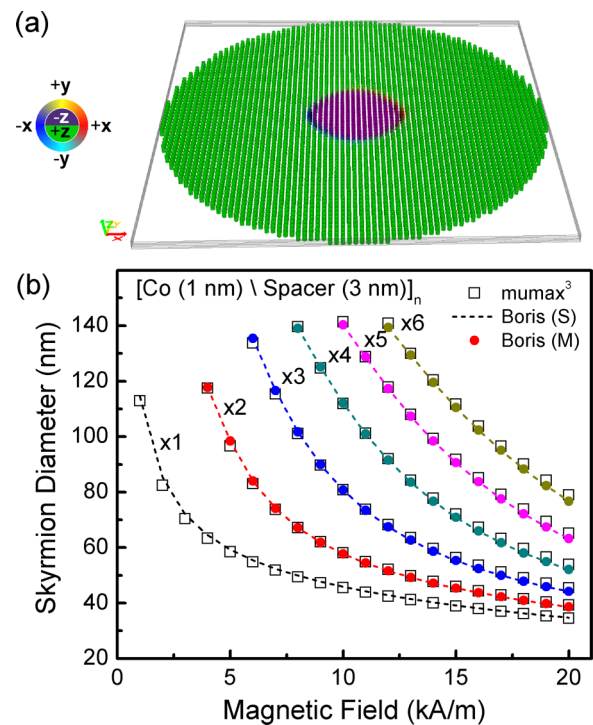 (a)
+y
-z
-x
+x
+z
-y
Z
Y
X
(b)
[Co (1 nm) \ Spacer (3 nm)]n
mumax³
Boris (S)
Boris (M)
x1
x2
x3
x4
x5
x6
140
120
100
80
60
40
20
Skyrmion Diameter (nm)
0
5
10
15
20
Magnetic Field (kA/m)